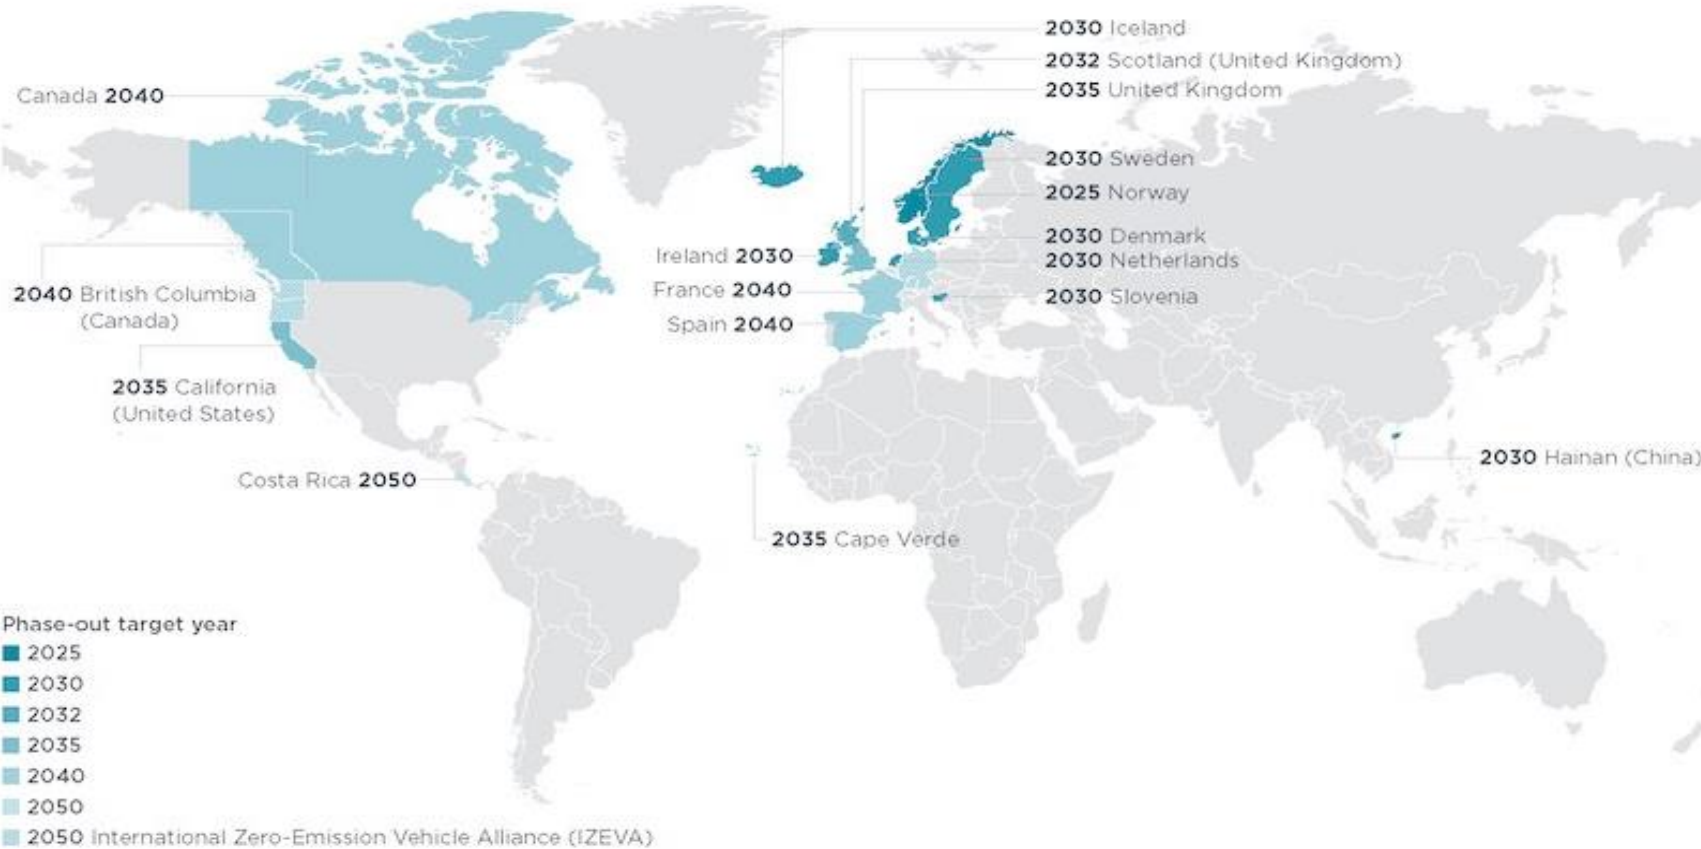 2030 Iceland
2032 Scotland (United Kingdom)
2035 United Kingdom
Canada 2040
2030 Sweden
2025 Norway
2030 Denmark
Ireland 2030
2030 Netherlands
France 2040
2040 British Columbia
(Canada)
2030 Slovenia
Spain 2040
2035 California
(United States)
2030 Hainan (China)
Costa Rica 2050
2035 Cape Verde
Phase-out target year
2025
2030
2032
2035
2040
2050
2050 International Zero-Emission Vehicle Alliance (IZEVA)